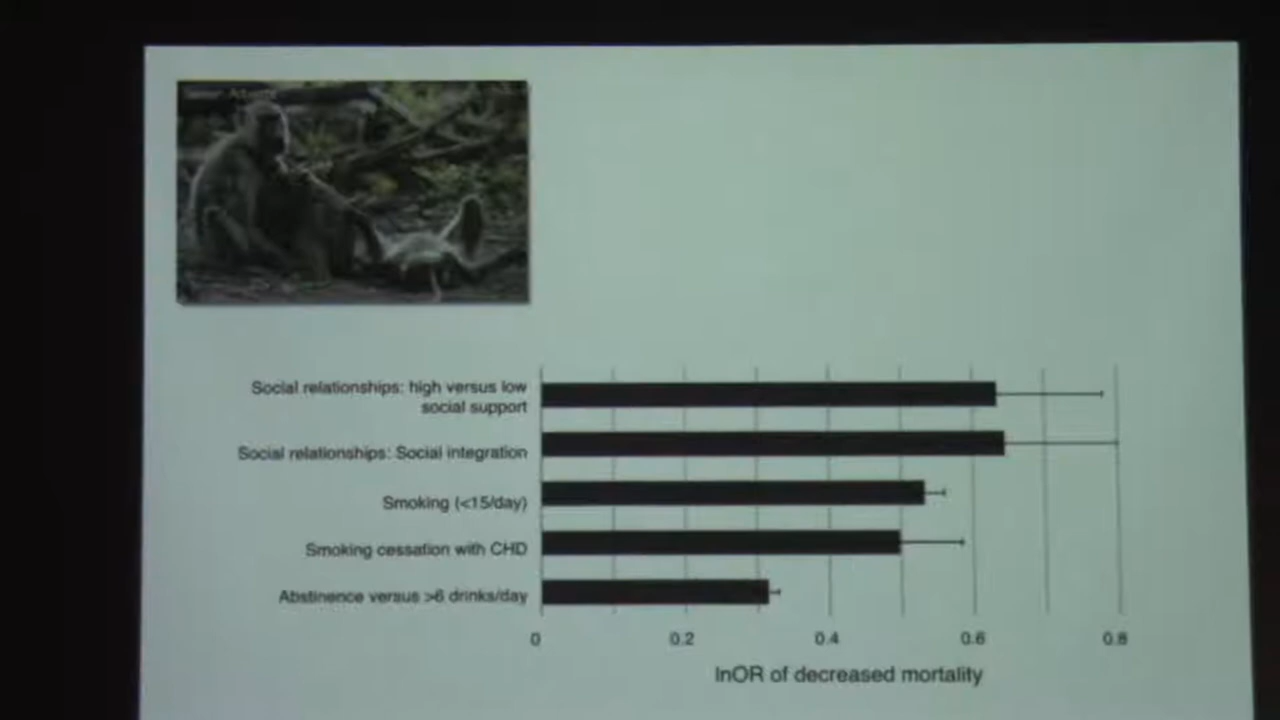 Social relationships: high versus low
social support
Social relationships: Social integration
Smoking (<15/day)
Smoking cessation with CHD
Abstinence versus >6 drinks/day
0 0.2 0.4 0.6 0.8
lnOR of decreased mortality